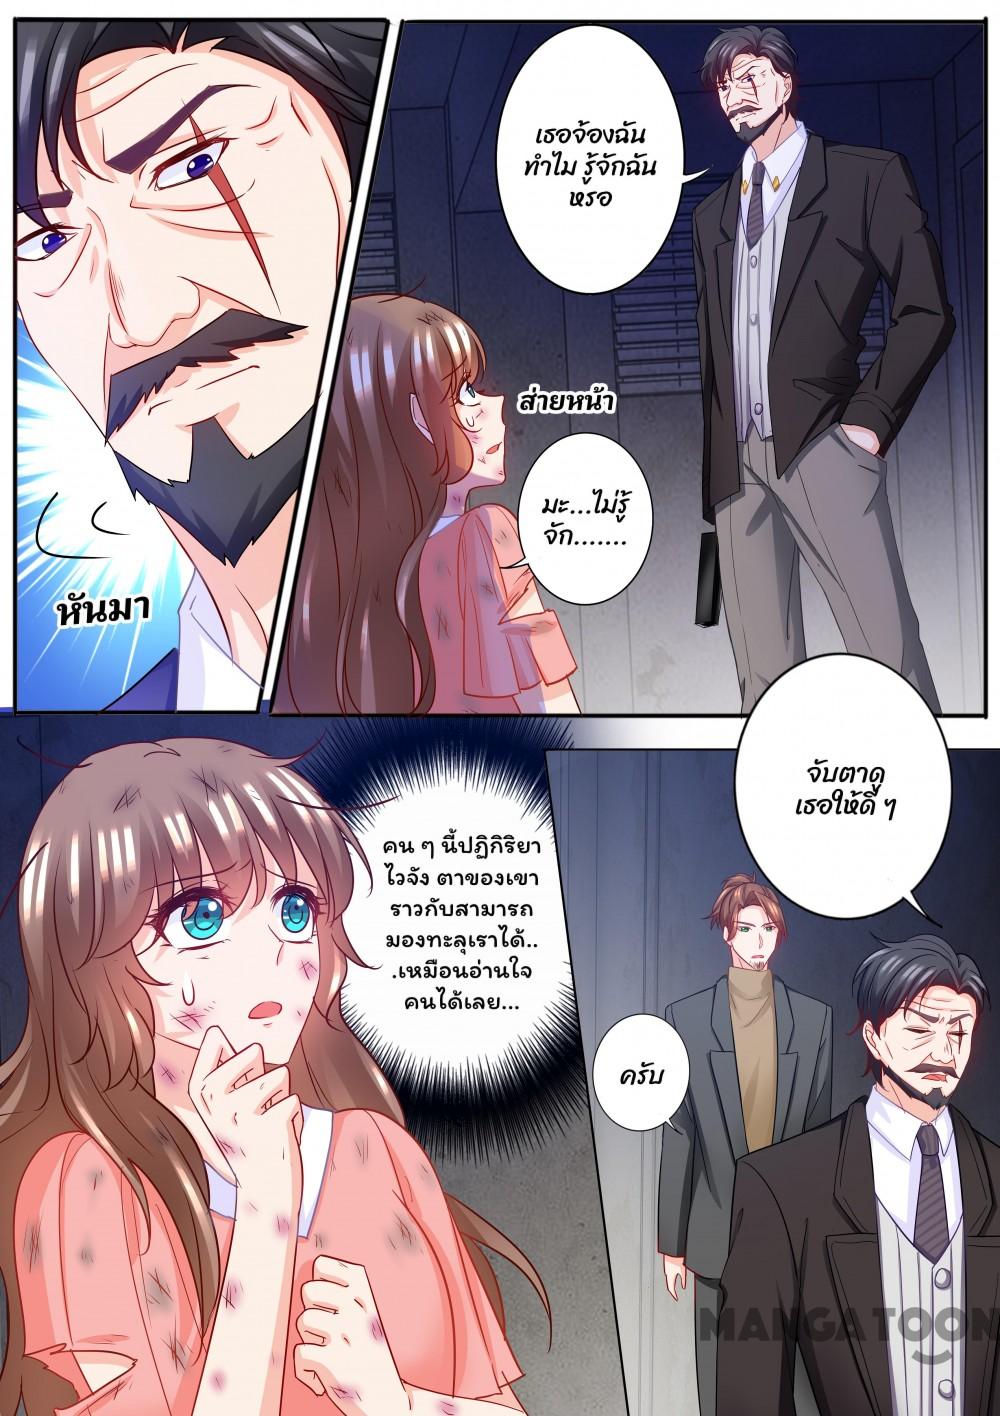 หันมา
เธอจ้องฉัน
ทำไม รู้จักฉัน
หรอ
ส่ายหน้า
มะ...ไม่รู้
จัก.......
จับตาดู
เธอให้ดี ๆ
คน ๆ นี้ปฏิกิริยา
ไวจัง ตาของเขา
ราวกับสามารถ
มองทะลุเราได้..
.เหมือนอ่านใจ
คนได้เลย...
ครับ
MANGATOON